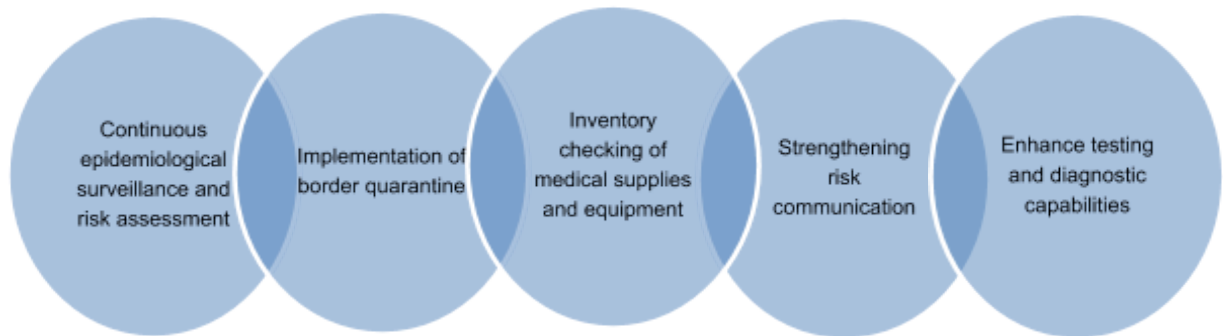 Continuous
epidemiological
surveillance and
risk assessment
Implementation of
border quarantine
Inventory
checking of
medical supplies
and equipment
Strengthening
risk
communication
Enhance testing
and diagnostic
capabilities